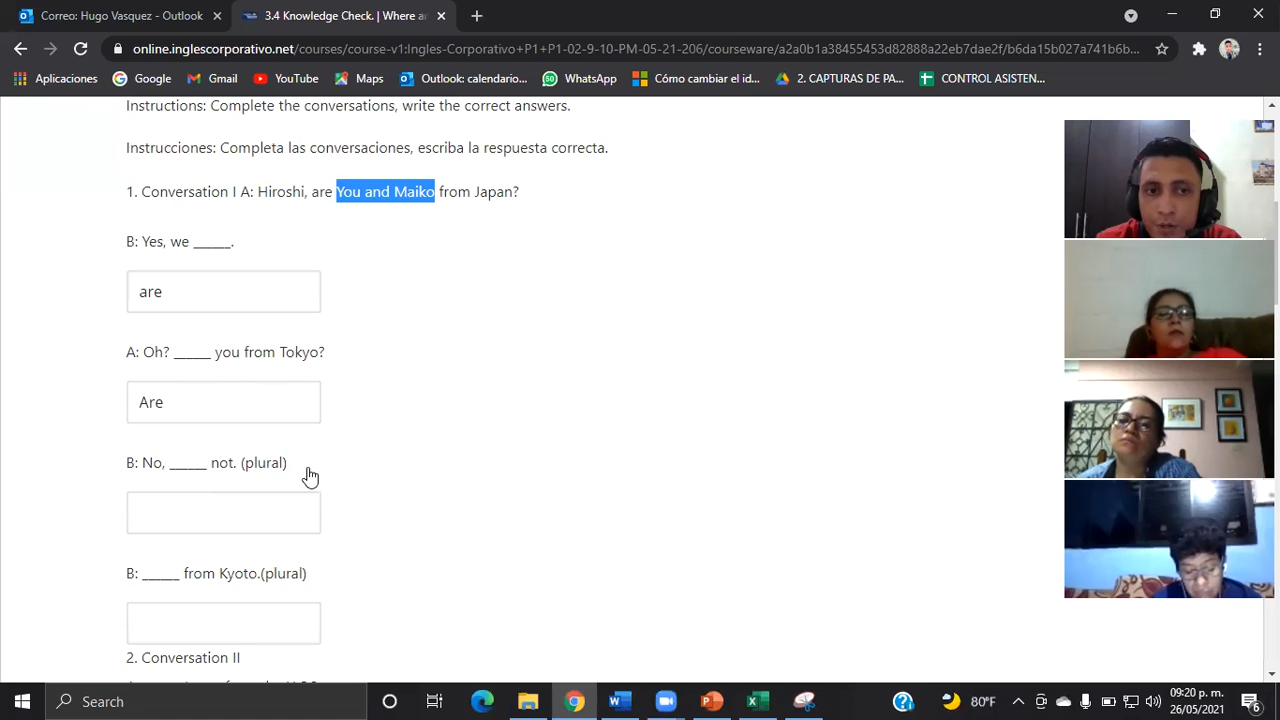 Correo: Hugo Vasquez - Outlook
3.4 Knowledge Check. | Where ar
online.inglescorporativo.net/courses/course-v1:Ingles-Corporativo+P1+P1-02-9-10-PM-05-21-206/courseware/a2a0b1a38455453d82888a22eb7dae2f/b6da15b027a741b6b...
Aplicaciones
Google
Gmail
YouTube
Maps
Outlook: calendario...
WhatsApp
Cómo cambiar el id...
2. CAPTURAS DE PA...
CONTROL ASISTEN...
Instructions: Complete the conversations, write the correct answers.
Instrucciones: Completa las conversaciones, escriba la respuesta correcta.
1. Conversation I A: Hiroshi, are You and Maiko from Japan?
B: Yes, we ______.
are
A: Oh? ______ you from Tokyo?
Are
B: No, ______ not. (plural)
B: ______ from Kyoto.(plural)
2. Conversation II
Search
80°F
09:20 p. m.
26/05/2021
6